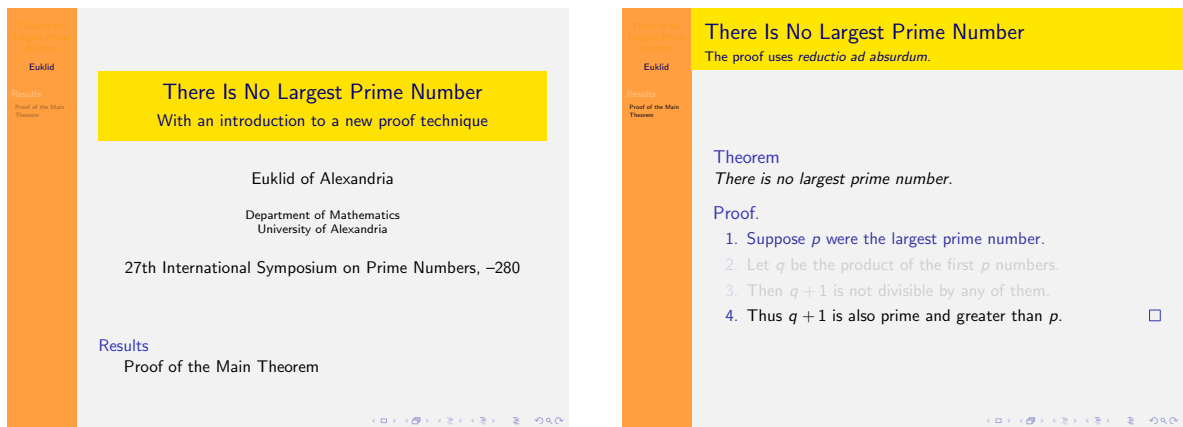 There Is No
Largest Prime
Number
Euklid
Results
Proof of the Main
Theorem
There Is No Largest Prime Number
With an introduction to a new proof technique
Euklid of Alexandria
Department of Mathematics
University of Alexandria
27th International Symposium on Prime Numbers, –280
Results
Proof of the Main Theorem
There Is No
Largest Prime
Number
Euklid
Results
Proof of the Main
Theorem
There Is No Largest Prime Number
The proof uses reductio ad absurdum.
Theorem
There is no largest prime number.
Proof.
1. Suppose p were the largest prime number.
2. Let q be the product of the first p numbers.
3. Then q + 1 is not divisible by any of them.
4. Thus q + 1 is also prime and greater than p. □